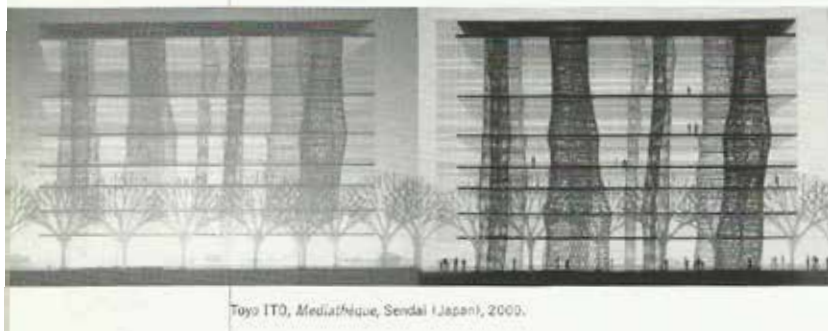 Toyo ITO, Mediathèque, Sendai (Japan), 2000.